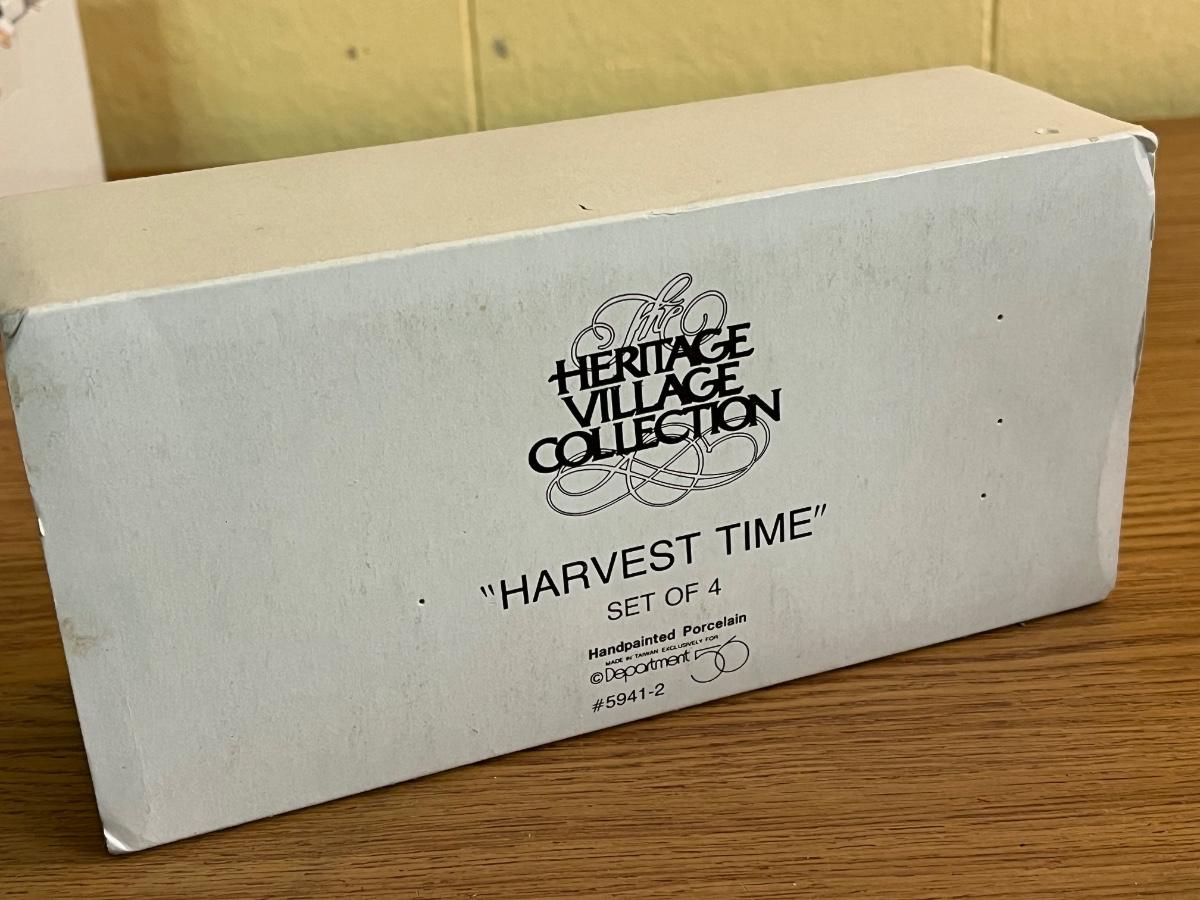 The
HERITAGE
VILLAGE
COLLECTION
"HARVEST TIME"
SET OF 4
Handpainted Porcelain
MADE IN TAIWAN EXCLUSIVELY FOR
©Department 56
#5941-2